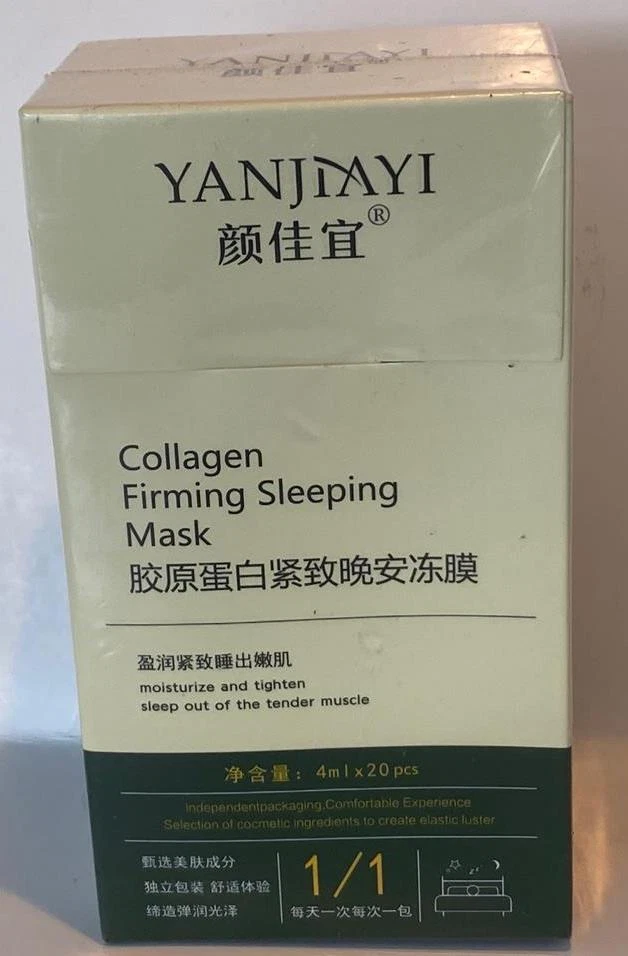 YANJIAYI
颜佳宜®
Collagen
Firming Sleeping
Mask
胶原蛋白紧致晚安冻膜
盈润紧致睡出嫩肌
moisturize and tighten
sleep out of the tender muscle
净含量：4ml x 20 pcs
independentpackaging,Comfortable Experience
Selection of cocmetic ingredients to create elastic luster
甄选美肤成分
独立包装 舒适体验
缔造弹润光泽
1/1
每天一次每次一包